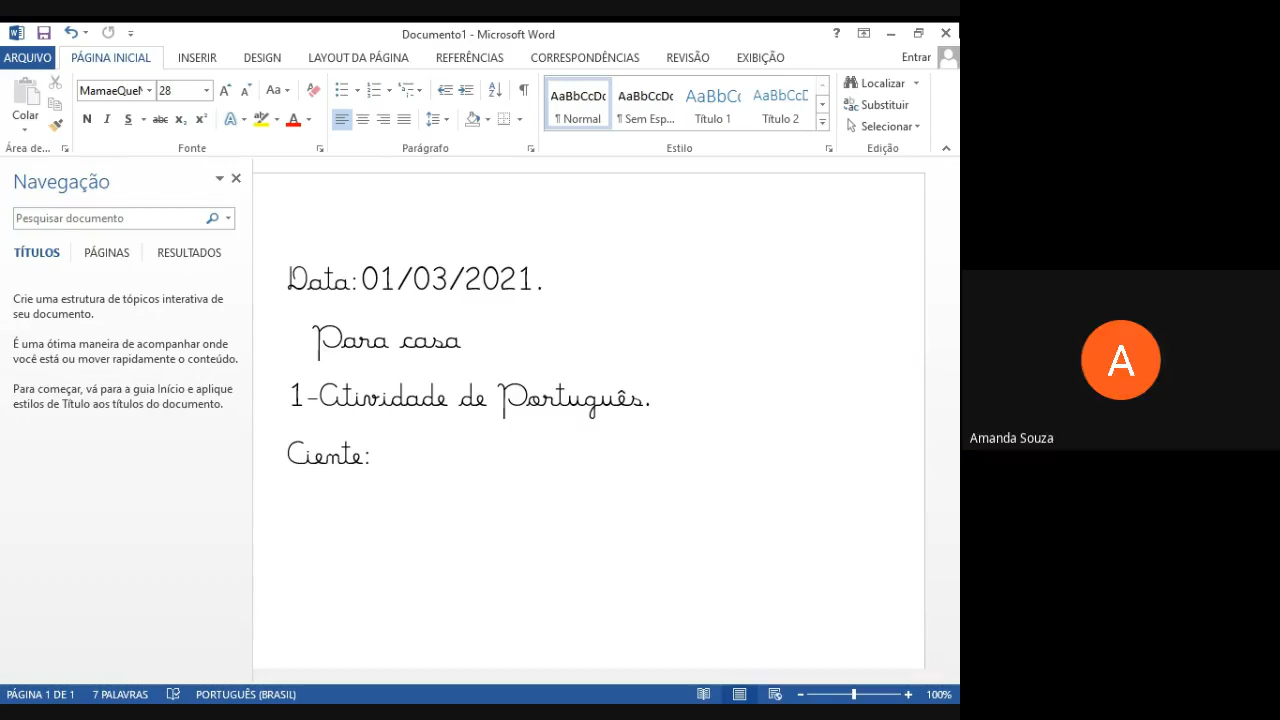 Documento1 - Microsoft Word
ARQUIVO PÁGINA INICIAL INSERIR DESIGN LAYOUT DA PÁGINA REFERÊNCIAS CORRESPONDÊNCIAS REVISÃO EXIBIÇÃO Entrar
MamaeQueN 28 Aa
Colar
N I S abc X₂ X² A A
AaBbCcDc AaBbCcDc AaBbCc AaBbCcD
¶ Normal ¶ Sem Esp... Título 1 Título 2
Localizar
Substituir
Selecionar
Área de... Fonte Parágrafo Estilo Edição
Navegação
Pesquisar documento
TÍTULOS PÁGINAS RESULTADOS
Crie uma estrutura de tópicos interativa de
seu documento.
É uma ótima maneira de acompanhar onde
você está ou mover rapidamente o conteúdo.
Para começar, vá para a guia Início e aplique
estilos de Título aos títulos do documento.
Data: 01/03/2021.
Para casa
1-Atividade de Português.
Ciente:
A
Amanda Souza
PÁGINA 1 DE 1 7 PALAVRAS PORTUGUÊS (BRASIL) 100%